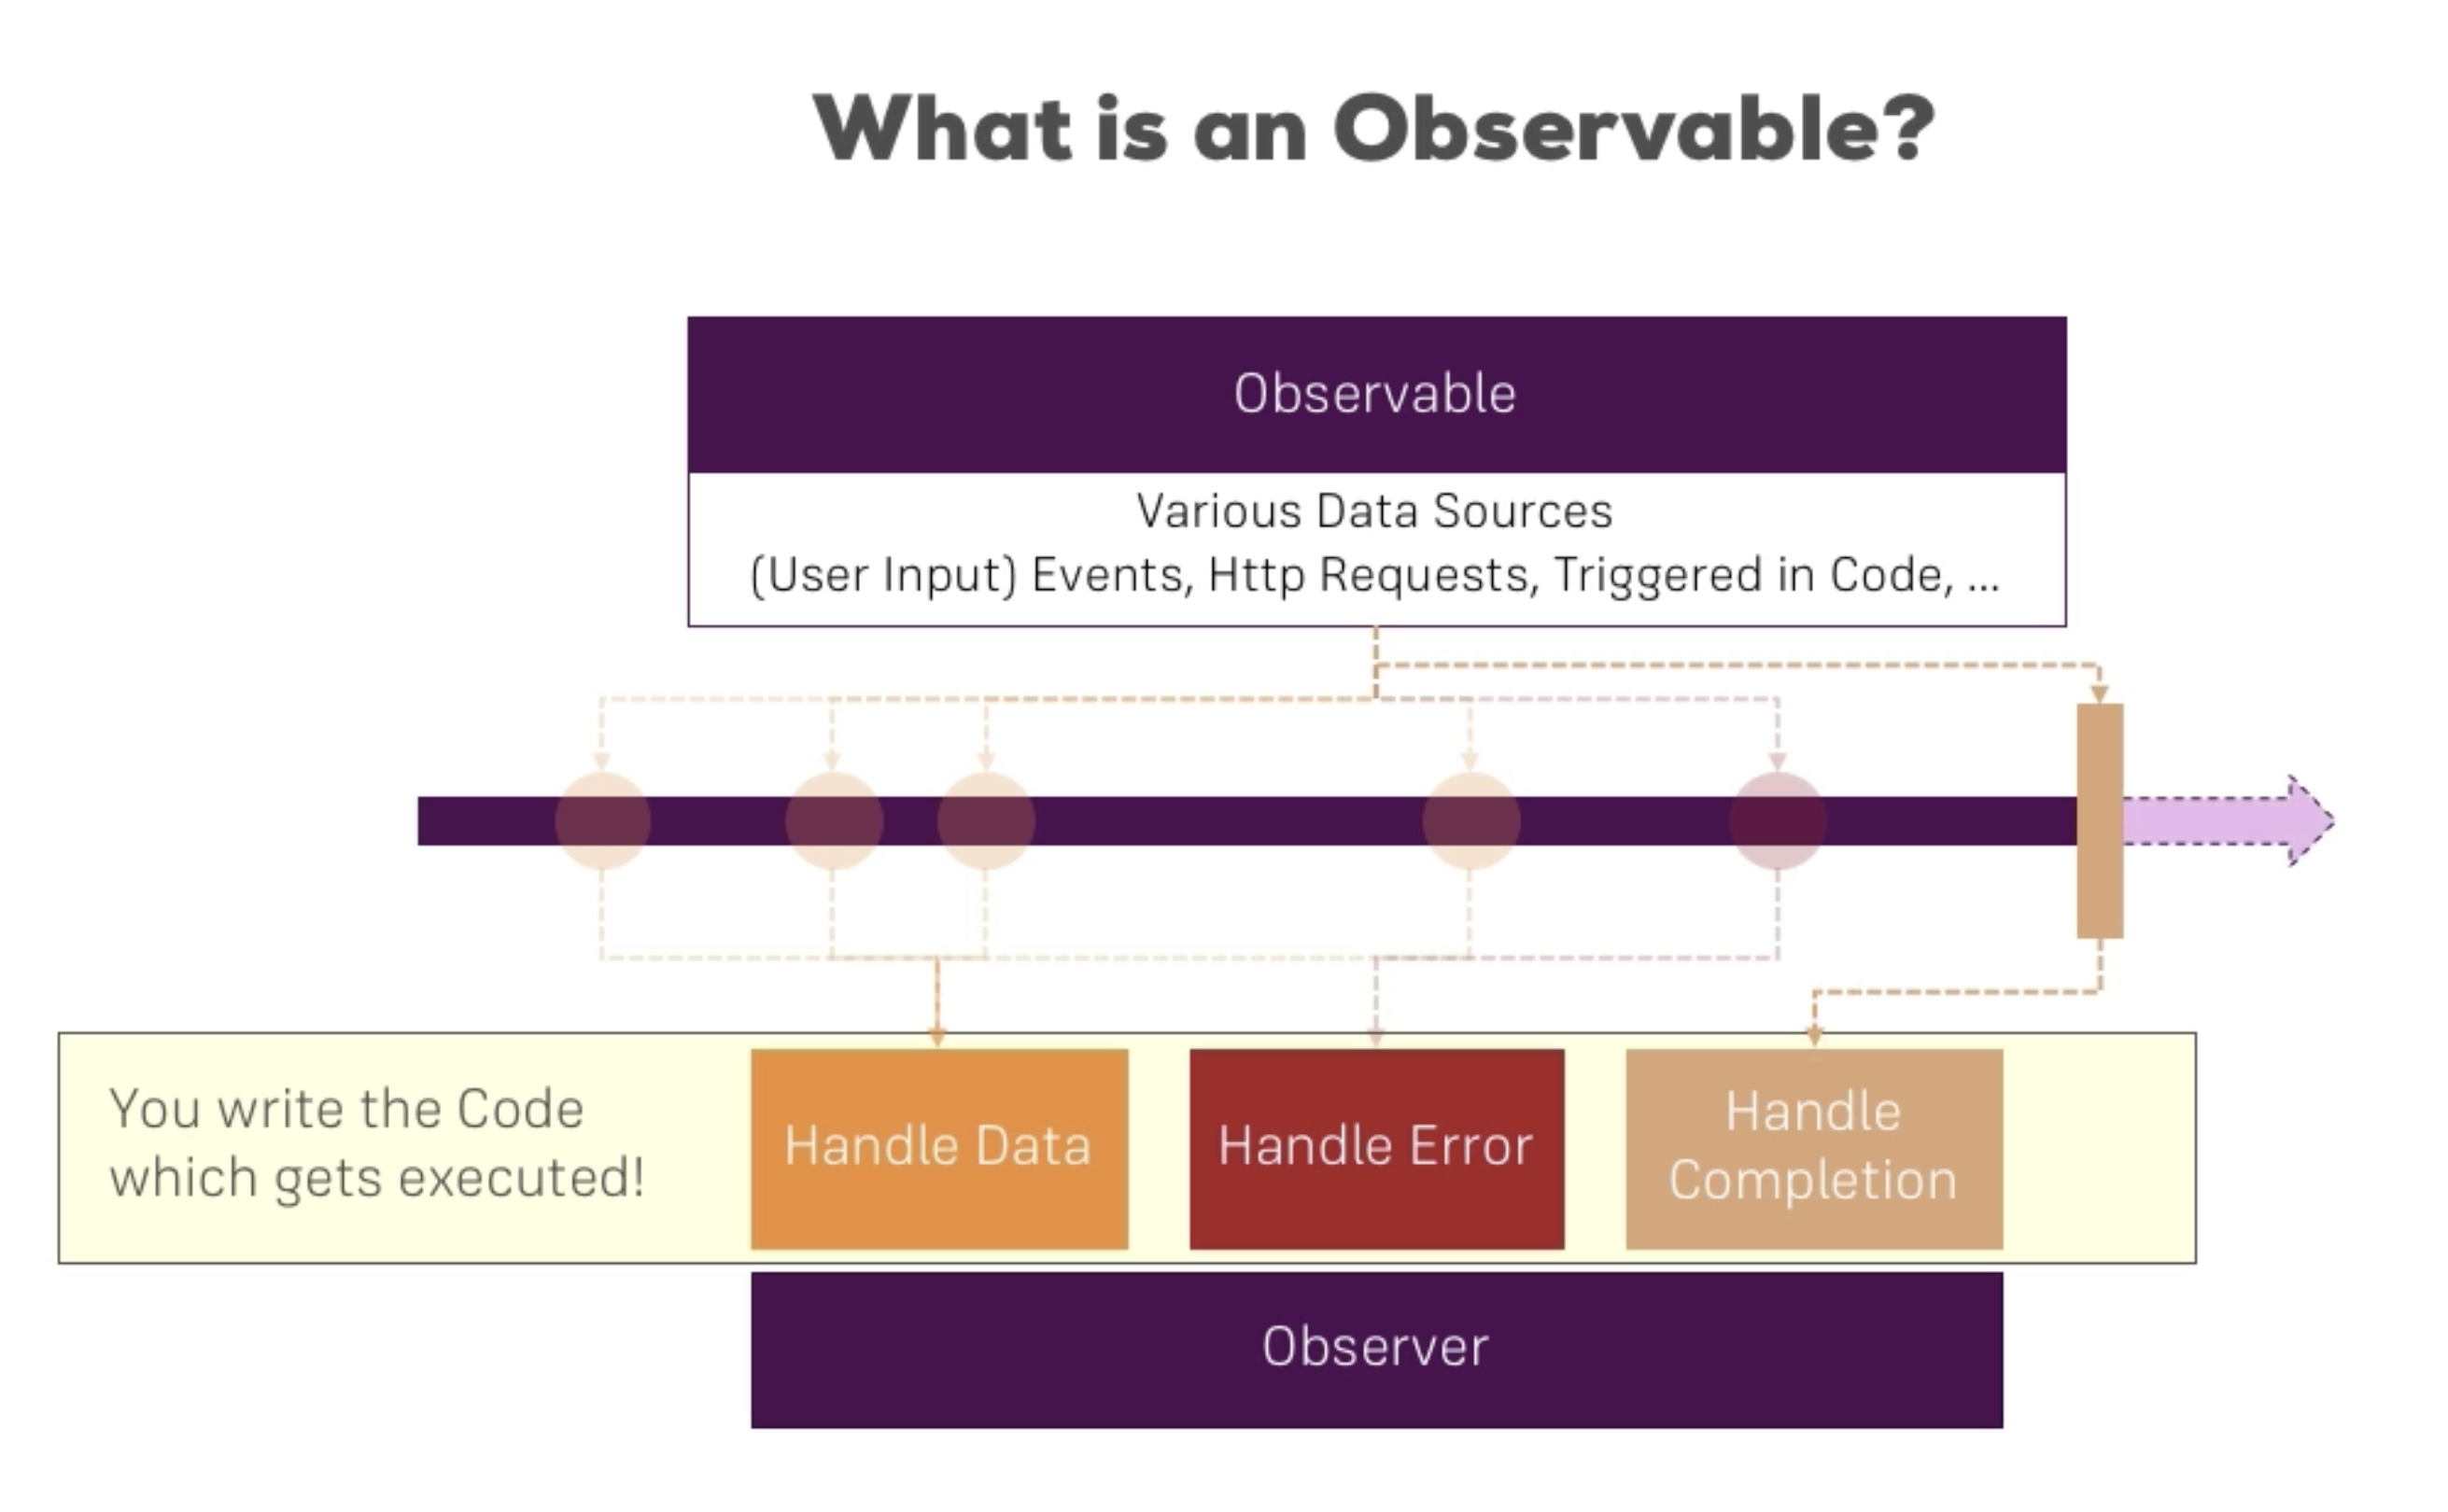 What is an Observable?
Observable
Various Data Sources
(User Input) Events, Http Requests, Triggered in Code, ...
You write the Code
which gets executed!
Handle Data
Handle Error
Handle
Completion
Observer